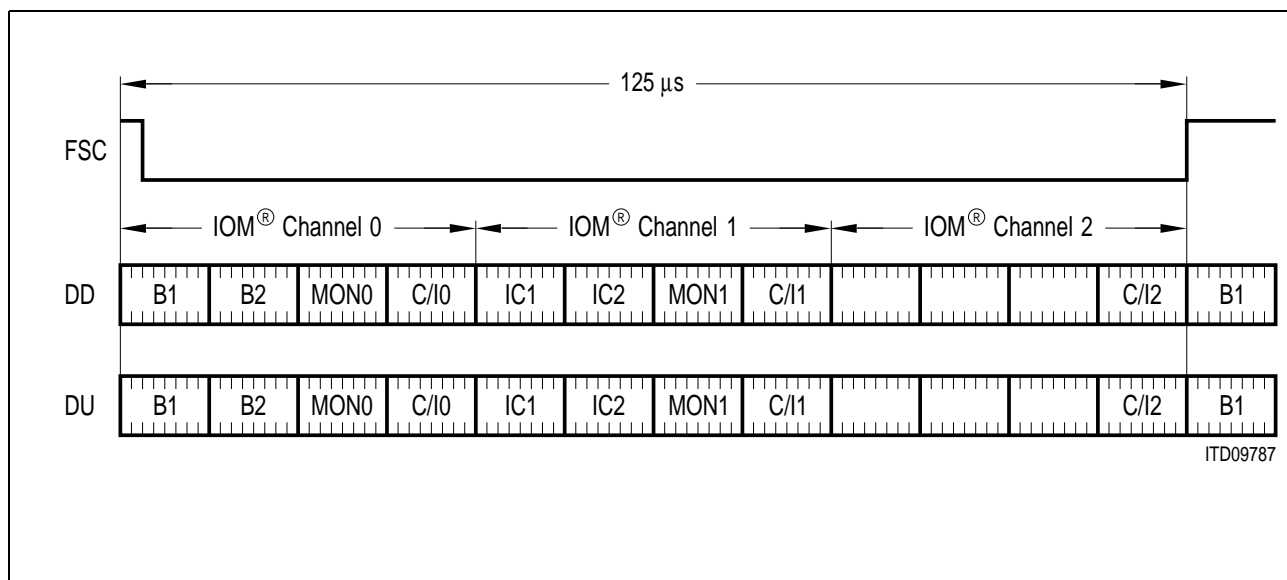 125 µs
FSC
IOM® Channel 0 IOM® Channel 1 IOM® Channel 2
DD B1 B2 MON0 C/I0 IC1 IC2 MON1 C/I1 C/I2 B1
DU B1 B2 MON0 C/I0 IC1 IC2 MON1 C/I1 C/I2 B1
ITD09787